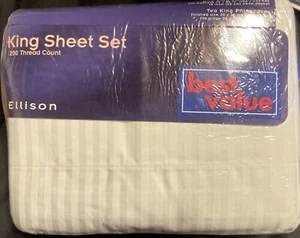 Two King Pillowcases
King Sheet Set
200 Thread Count
best
value
Ellison